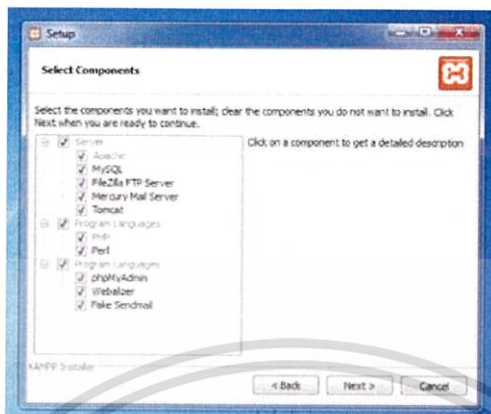 Setup
Select Components
Select the components you want to install; clear the components you do not want to install. Click
Next when you are ready to continue.
Server
Apache
MySQL
FileZilla FTP Server
Mercury Mail Server
Tomcat
Program Languages
PHP
Perl
Program Languages
phpMyAdmin
Webalizer
Fake Sendmail
Click on a component to get a detailed description
XAMPP Installer
< Back
Next >
Cancel